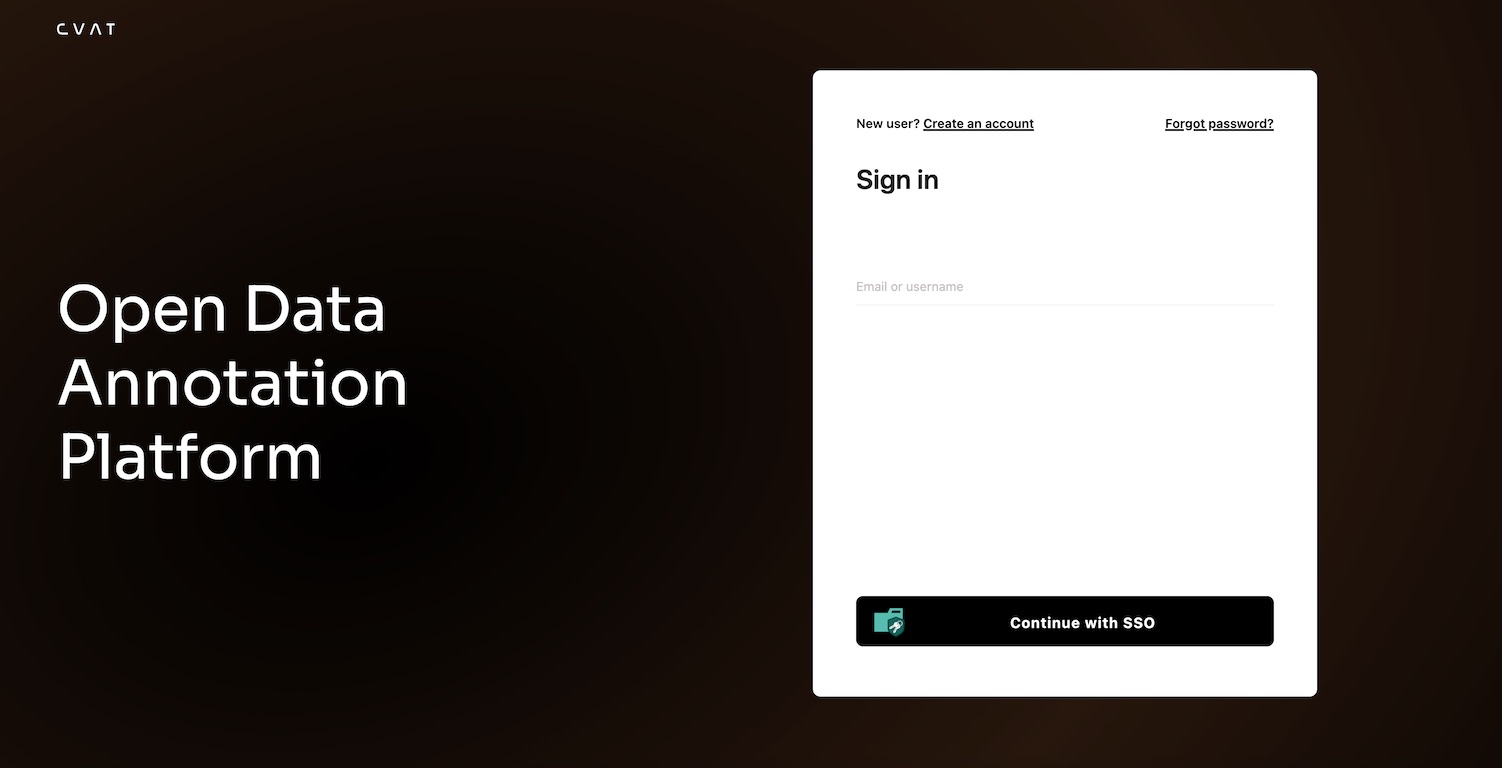 CVAT
New user? Create an account
Forgot password?
Sign in
Email or username
Open Data
Annotation
Platform
Continue with SSO